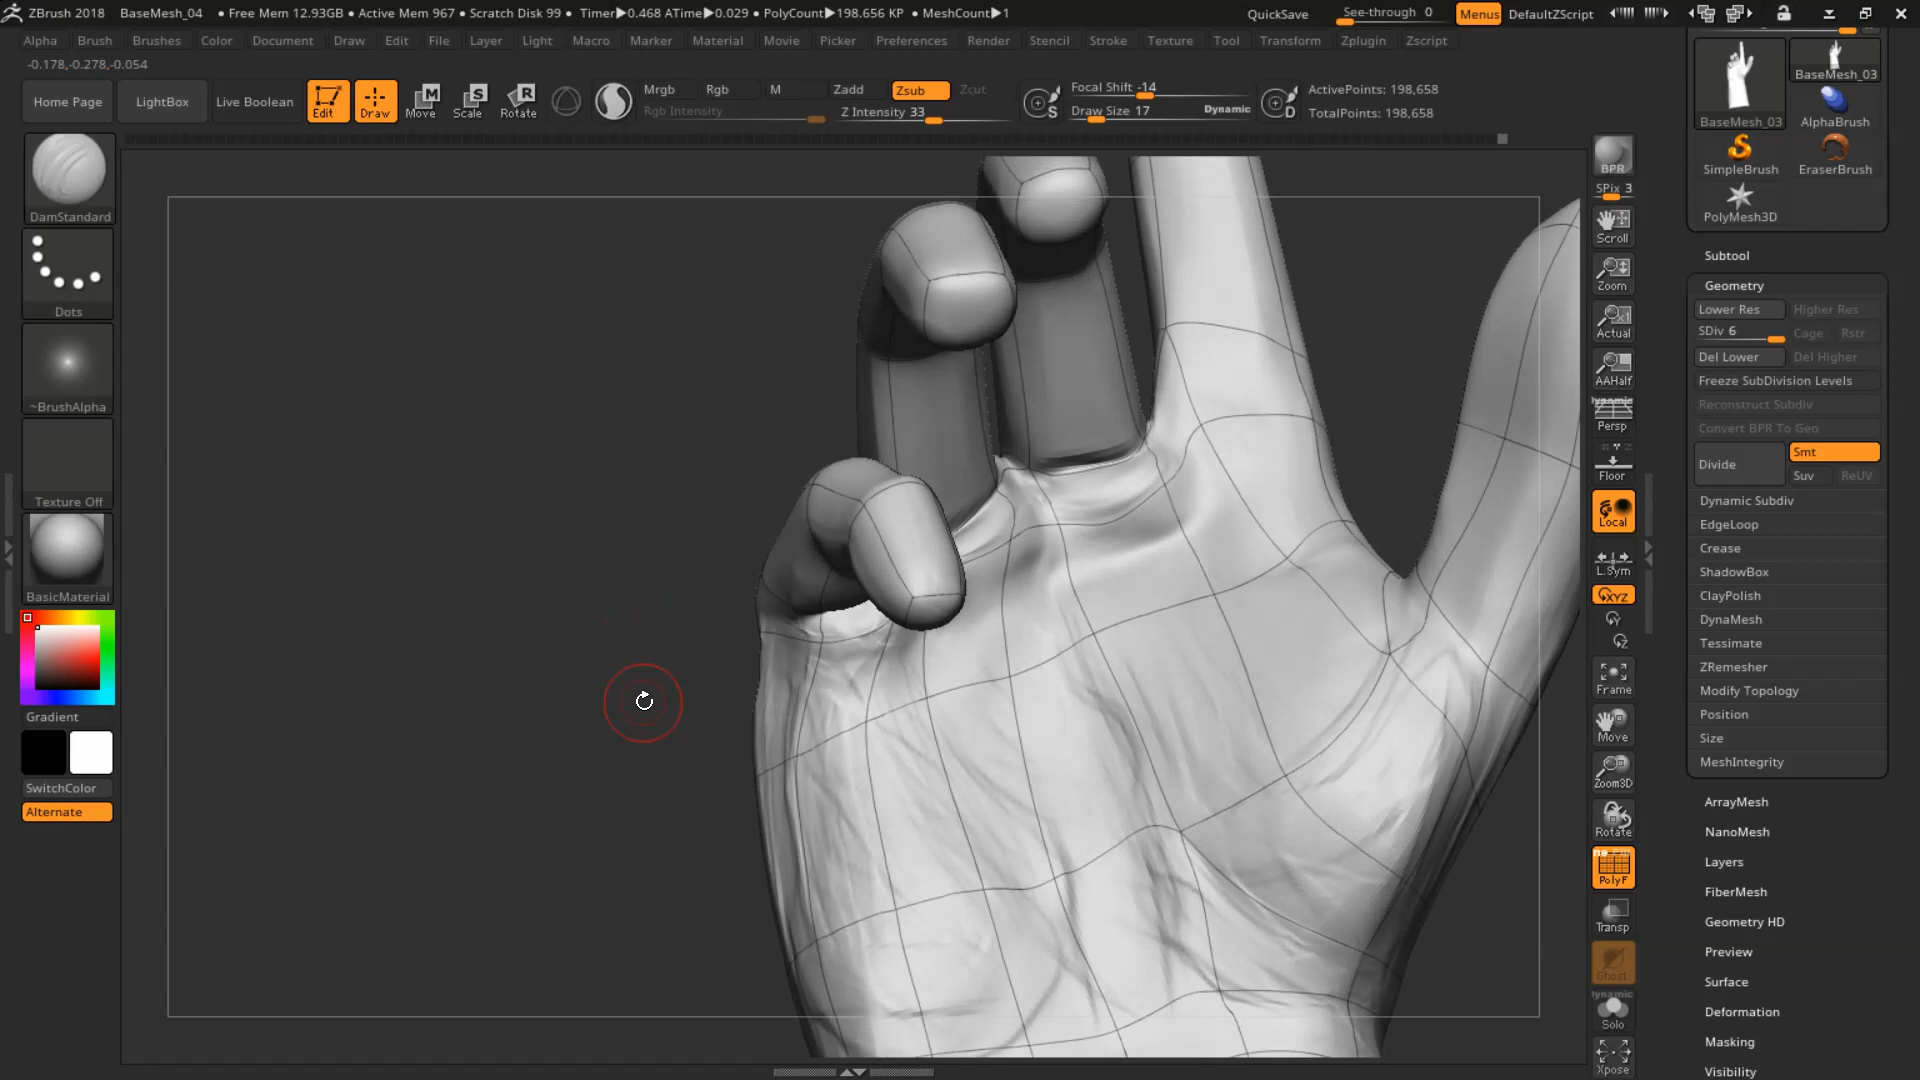 ZBrush 2018 BaseMesh_04 • Free Mem 12.93GB • Active Mem 967 • Scratch Disk 99 • Timer▶0.468 ATime▶0.029 • PolyCount▶198.656 KP • MeshCount▶1 QuickSave See-through 0 Menus DefaultZScript
Alpha Brush Brushes Color Document Draw Edit File Layer Light Macro Marker Material Movie Picker Preferences Render Stencil Stroke Texture Tool Transform Zplugin Zscript
-0.178,-0.278,-0.054
Home Page LightBox Live Boolean Edit Draw Move Scale Rotate
Mrgb Rgb M Zadd Zsub Zcut
Rgb Intensity Z Intensity 33
Focal Shift -14
Draw Size 17 Dynamic
ActivePoints: 198,658
TotalPoints: 198,658
DamStandard
Dots
~BrushAlpha
Texture Off
BasicMaterial
Gradient
SwitchColor
Alternate
BPR
SPix 3
Scroll
Zoom
Actual
AAHalf
Dynamic
Persp
Floor
Local
L.Sym
XYZ
Y
Z
Frame
Move
Zoom3D
Rotate
PolyF
Transp
Ghost
Dynamic
Solo
Xpose
BaseMesh_03
BaseMesh_03 AlphaBrush
SimpleBrush EraserBrush
PolyMesh3D
Subtool
Geometry
Lower Res Higher Res
SDiv 6 Cage Rstr
Del Lower Del Higher
Freeze SubDivision Levels
Reconstruct Subdiv
Convert BPR To Geo
Divide Smt
Suv ReUV
Dynamic Subdiv
EdgeLoop
Crease
ShadowBox
ClayPolish
DynaMesh
Tessimate
ZRemesher
Modify Topology
Position
Size
MeshIntegrity
ArrayMesh
NanoMesh
Layers
FiberMesh
Geometry HD
Preview
Surface
Deformation
Masking
Visibility